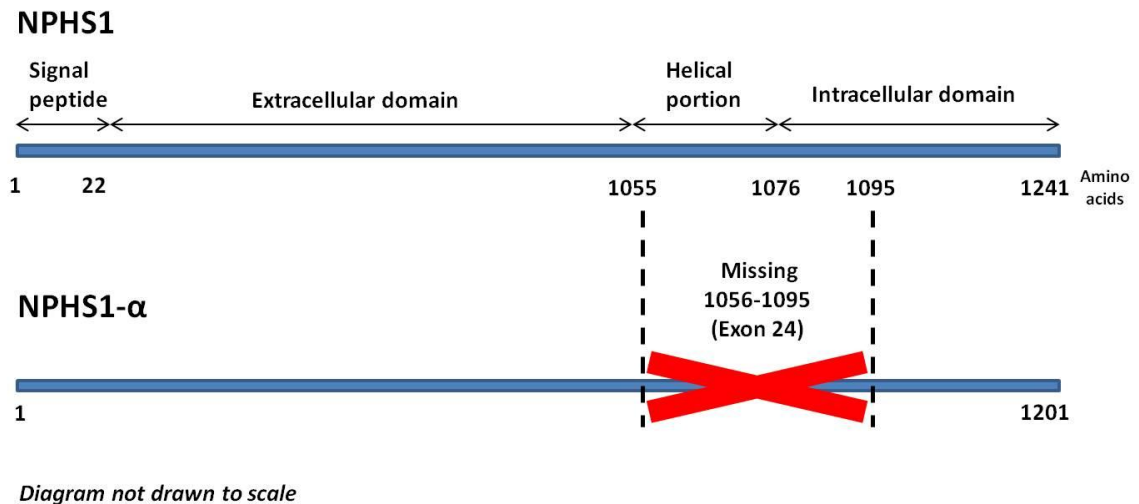 NPHS1
Signal
peptide
Extracellular domain
Helical
portion
Intracellular domain
1
22
1055
1076
1095
1241
Amino
acids
Missing
1056-1095
(Exon 24)
NPHS1-α
1
1201
Diagram not drawn to scale